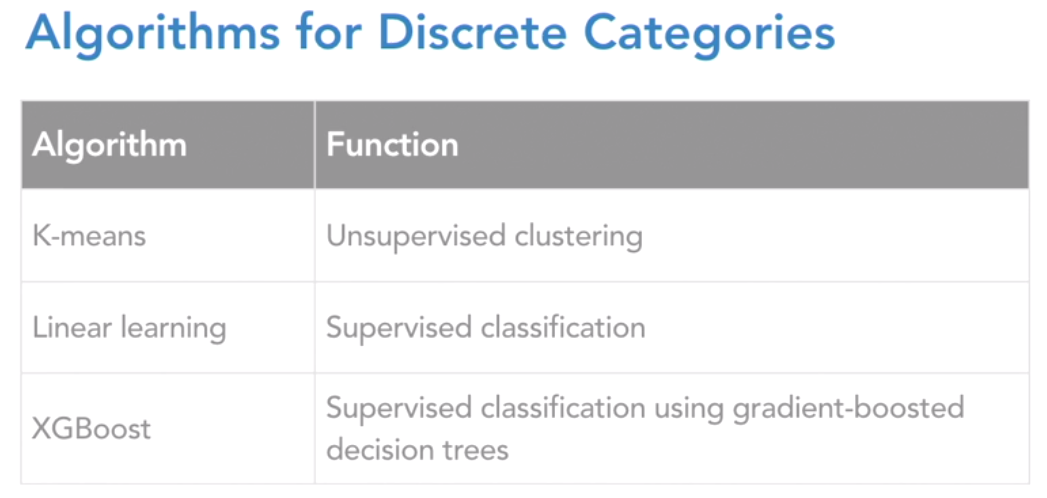 Algorithms for Discrete Categories
Algorithm
Function
K-means
Unsupervised clustering
Linear learning
Supervised classification
XGBoost
Supervised classification using gradient-boosted
decision trees